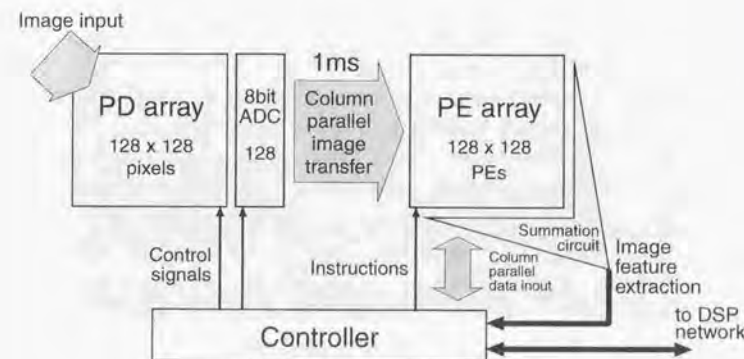 Image input
PD array
128 x 128
pixels
8bit
ADC
128
1ms
Column
parallel
image
transfer
PE array
128 x 128
PEs
Control
signals
Instructions
Column
parallel
data inout
Summation
circuit
Image
feature
extraction
Controller
to DSP
network